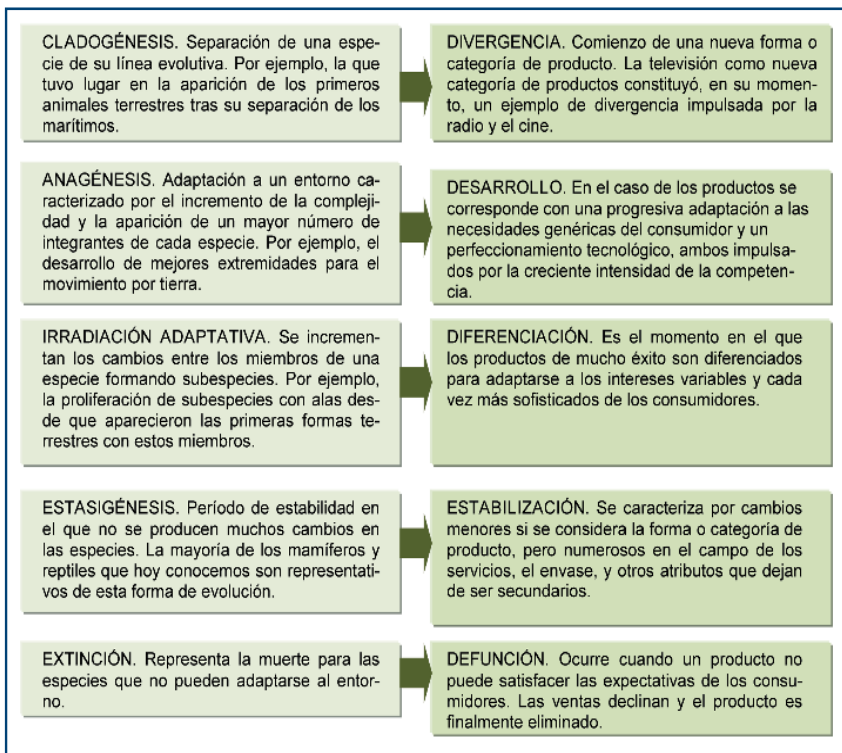 CLADOGÉNESIS. Separación de una espe-
cie de su línea evolutiva. Por ejemplo, la que
tuvo lugar en la aparición de los primeros
animales terrestres tras su separación de los
marítimos.
DIVERGENCIA. Comienzo de una nueva forma o
categoría de producto. La televisión como nueva
categoría de productos constituyó, en su momen-
to, un ejemplo de divergencia impulsada por la
radio y el cine.
ANAGÉNESIS. Adaptación a un entorno ca-
racterizado por el incremento de la compleji-
dad y la aparición de un mayor número de
integrantes de cada especie. Por ejemplo, el
desarrollo de mejores extremidades para el
movimiento por tierra.
DESARROLLO. En el caso de los productos se
corresponde con una progresiva adaptación a las
necesidades genéricas del consumidor y un
perfeccionamiento tecnológico, ambos impulsa-
dos por la creciente intensidad de la competen-
cia.
IRRADIACIÓN ADAPTATIVA. Se incremen-
tan los cambios entre los miembros de una
especie formando subespecies. Por ejemplo,
la proliferación de subespecies con alas des-
de que aparecieron las primeras formas te-
rrestres con estos miembros.
DIFERENCIACIÓN. Es el momento en el que
los productos de mucho éxito son diferenciados
para adaptarse a los intereses variables y cada
vez más sofisticados de los consumidores.
ESTASIGÉNESIS. Período de estabilidad en
el que no se producen muchos cambios en
las especies. La mayoría de los mamíferos y
reptiles que hoy conocemos son representati-
vos de esta forma de evolución.
ESTABILIZACIÓN. Se caracteriza por cambios
menores si se considera la forma o categoría de
producto, pero numerosos en el campo de los
servicios, el envase, y otros atributos que dejan
de ser secundarios.
EXTINCIÓN. Representa la muerte para las
especies que no pueden adaptarse al entor-
no.
DEFUNCIÓN. Ocurre cuando un producto no
puede satisfacer las expectativas de los consu-
midores. Las ventas declinan y el producto es
finalmente eliminado.